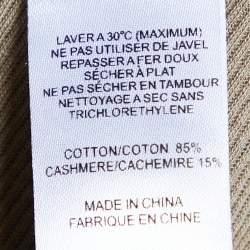 LAVER A 30°C (MAXIMUM)
NE PAS UTILISER DE JAVEL
REPASSER A FER DOUX
SÉCHER À PLAT
NE PAS SÉCHER EN TAMBOUR
NETTOYAGE A SEC SANS
TRICHLORETHYLENE
COTTON/COTON 85%
CASHMERE/CACHEMIRE 15%
MADE IN CHINA
FABRIQUE EN CHINE